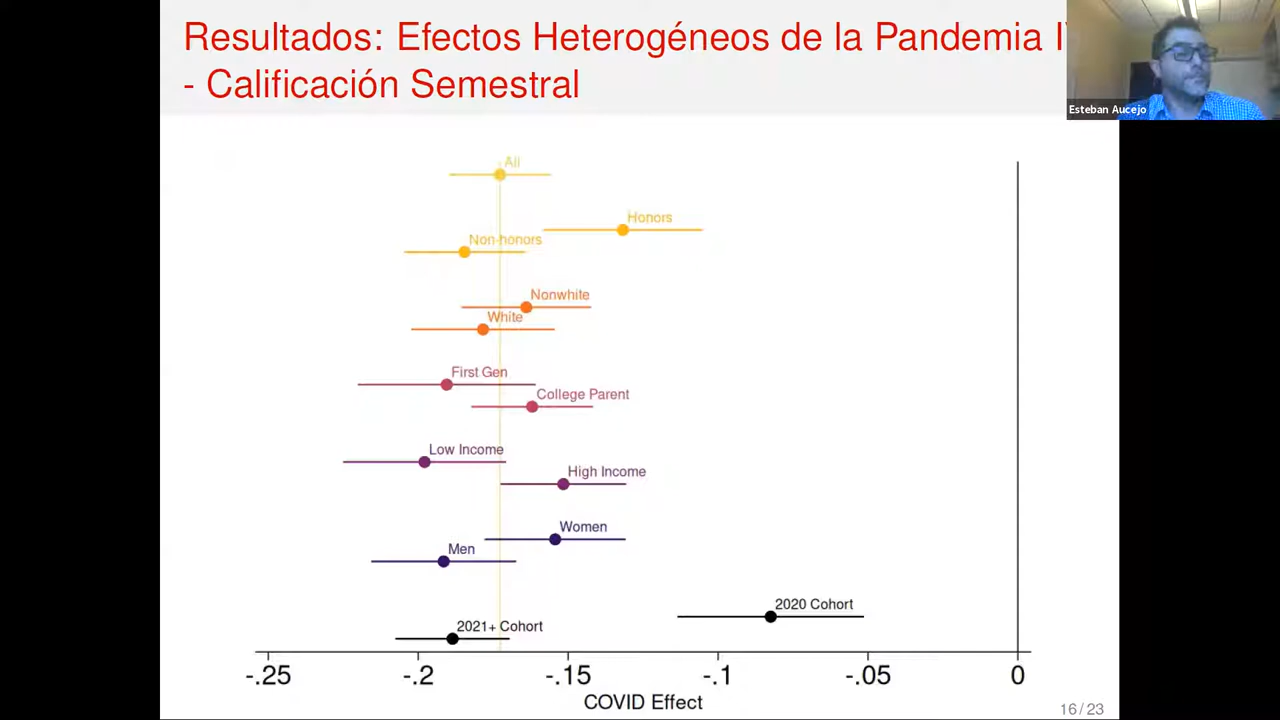 Resultados: Efectos Heterogéneos de la Pandemia
- Calificación Semestral
Esteban Aucejo
All
Honors
Non-honors
Nonwhite
White
First Gen
College Parent
Low Income
High Income
Women
Men
2020 Cohort
2021+ Cohort
-.25 -.2 -.15 -.1 -.05 0
COVID Effect
16/23